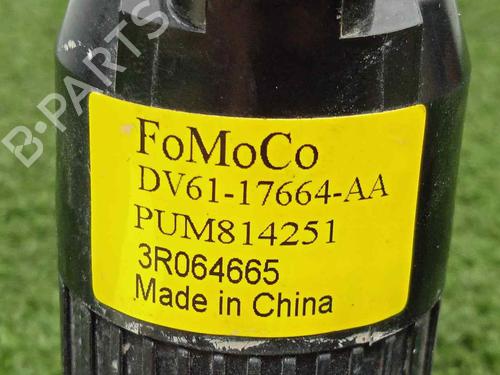 B-PARTS
FoMoCo
DV61-17664-AA
PUM814251
3R064665
Made in China